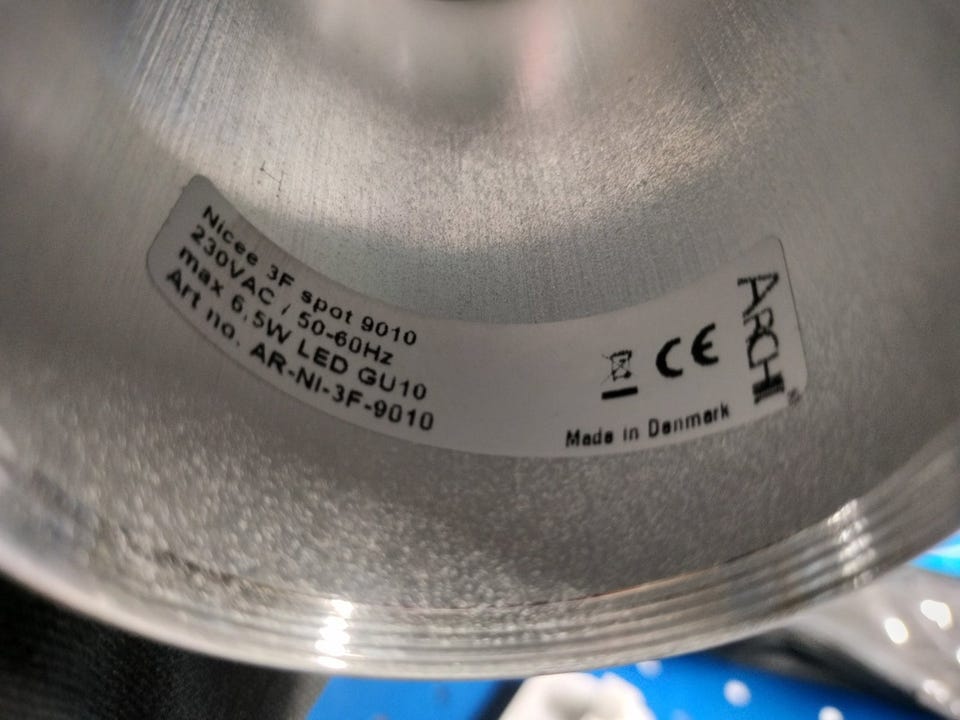 Nicee 3F spot 9010
230VAC / 50-60Hz
max 6.5W LED GU10
Art no. AR-NI-3F-9010
CE
Made in Denmark
ARCHI®